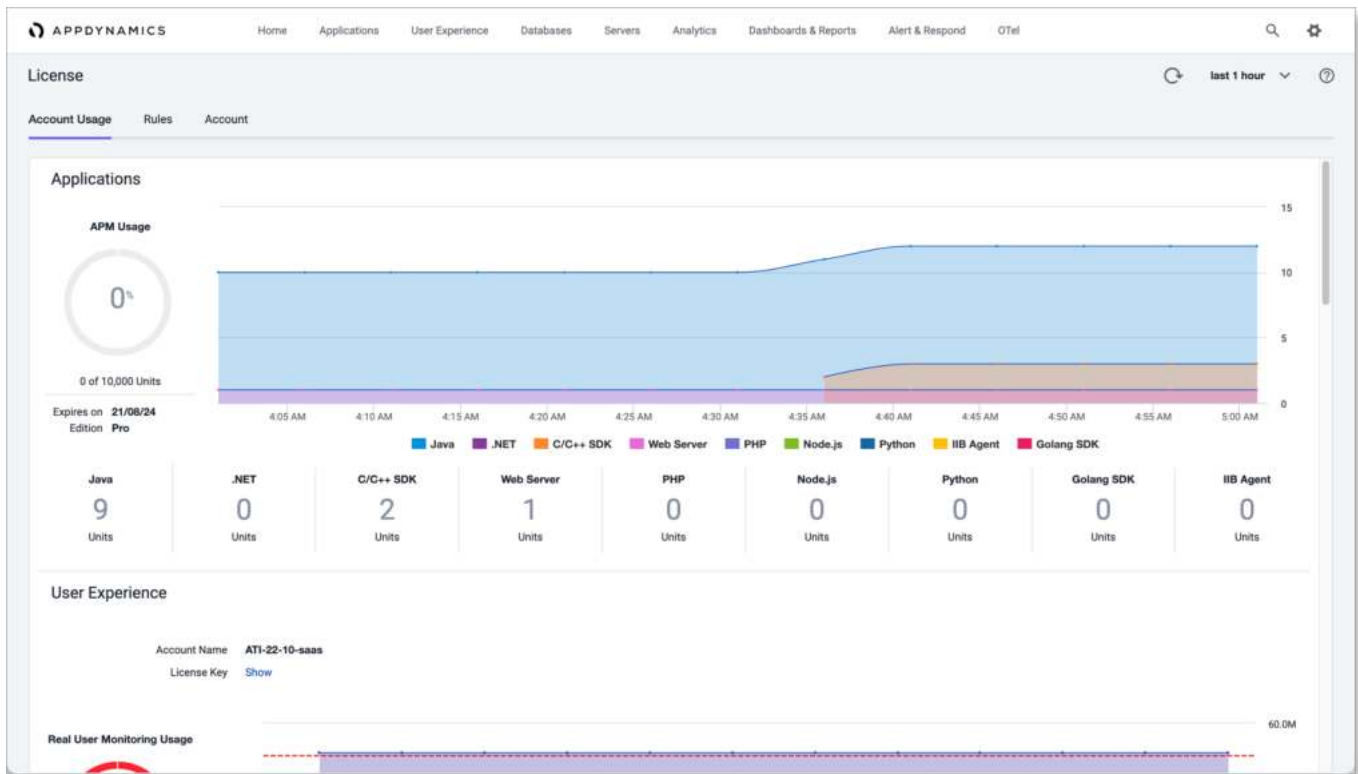 APPDYNAMICS
Home Applications User Experience Databases Servers Analytics Dashboards & Reports Alert & Respond OTel
License
last 1 hour
Account Usage Rules Account
Applications
APM Usage
0%
0 of 10,000 Units
Expires on 21/08/24
Edition Pro
15
10
5
0
4:05 AM 4:10 AM 4:15 AM 4:20 AM 4:25 AM 4:30 AM 4:35 AM 4:40 AM 4:45 AM 4:50 AM 4:55 AM 5:00 AM
Java .NET C/C++ SDK Web Server PHP Node.js Python IIB Agent Golang SDK
Java .NET C/C++ SDK Web Server PHP Node.js Python Golang SDK IIB Agent
9 0 2 1 0 0 0 0 0
Units Units Units Units Units Units Units Units Units
User Experience
Account Name ATI-22-10-saas
License Key Show
Real User Monitoring Usage
60.0M